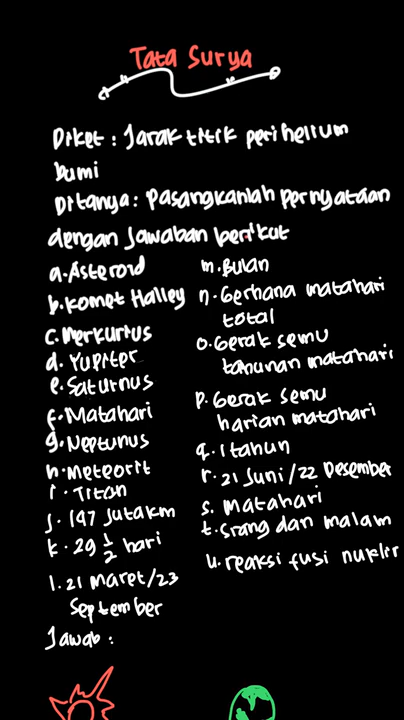 Tata Surya
Diket : Jarak titik perihelium
bumi
Ditanya : Pasangkanlah pernyataan
dengan Jawaban berikut
a. Asteroid
b. Komet Halley
c. Merkurius
d. Yupiter
e. Saturnus
f. Matahari
g. Neptunus
h. Meteorit
i. Titan
j. 147 Juta km
k. 29 1/2 hari
l. 21 Maret/23
September
m. Bulan
n. Gerhana matahari
total
o. Gerak semu
tahunan matahari
p. Gerak semu
harian matahari
q. 1 tahun
r. 21 Juni/22 Desember
s. Matahari
t. Siang dan malam
u. reaksi fusi nuklir
Jawab :